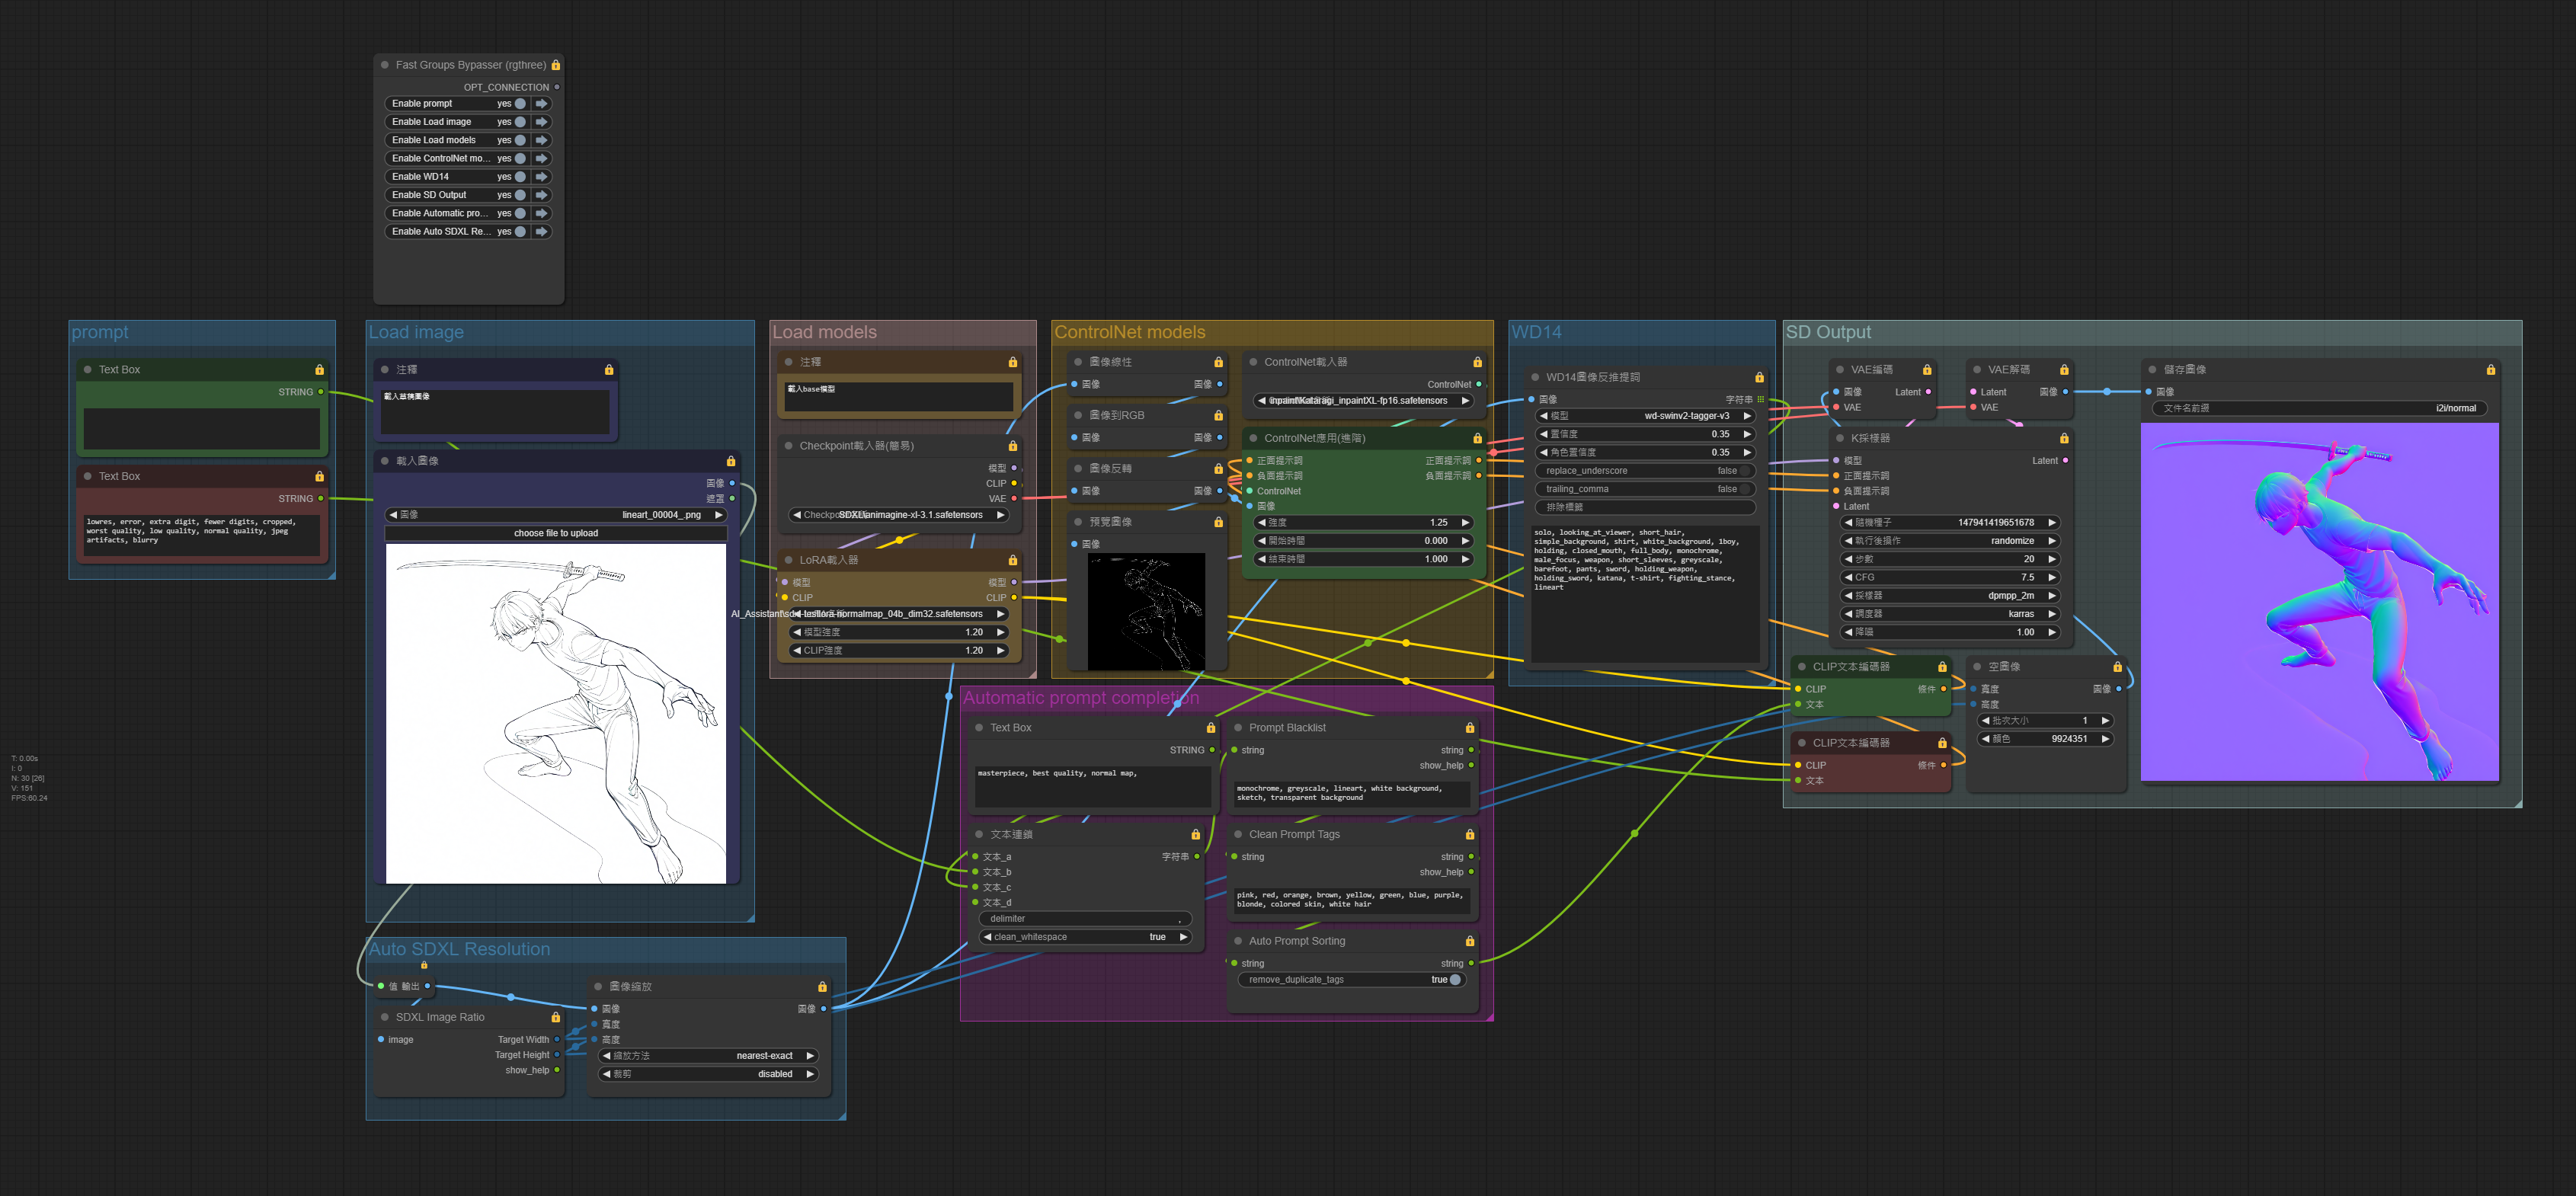 Fast Groups Bypasser (rgthree)
OPT_CONNECTION
Enable prompt yes
Enable Load image yes
Enable Load models yes
Enable ControlNet mo... yes
Enable WD14 yes
Enable SD Output yes
Enable Automatic pro... yes
Enable Auto SDXL Re... yes
prompt
Text Box
STRING
Text Box
STRING
lowres, error, extra digit, fewer digits, cropped,
worst quality, low quality, normal quality, jpeg
artifacts, blurry
Load image
注釋
載入草稿圖像
載入圖像
圖像
遮罩
圖像 lineart_00004_.png
choose file to upload
Load models
注釋
載入base模型
Checkpoint載入器(簡易)
模型
CLIP
VAE
SDXL\animagine-xl-3.1.safetensors
LoRA載入器
模型 模型
CLIP CLIP
模型強度 1.20
CLIP強度 1.20
ControlNet models
圖像線性
圖像 圖像
圖像到RGB
圖像 圖像
圖像反轉
圖像 圖像
預覽圖像
圖像
ControlNet載入器
ControlNet
ControlNet應用(進階)
正面提示詞 正面提示詞
負面提示詞 負面提示詞
ControlNet
圖像
強度 1.25
開始時間 0.000
結束時間 1.000
WD14
WD14圖像反推提詞
圖像 字符串
模型 wd-swinv2-tagger-v3
置信度 0.35
角色置信度 0.35
replace_underscore false
trailing_comma false
排除標籤
solo, looking_at_viewer, short_hair,
simple_background, shirt, white_background, 1boy,
holding, closed_mouth, full_body, monochrome,
male_focus, weapon, short_sleeves, greyscale,
barefoot, pants, sword, holding_weapon,
holding_sword, katana, t-shirt, fighting_stance,
lineart
SD Output
VAE編碼
圖像 Latent
VAE
VAE解碼
Latent 圖像
VAE
K採樣器
模型 Latent
正面提示詞
負面提示詞
Latent
隨機種子 147941419651678
執行後操作 randomize
步數 20
CFG 7.5
採樣器 dpmpp_2m
調度器 karras
降噪 1.00
CLIP文本編碼器
CLIP 條件
文本
CLIP文本編碼器
CLIP 條件
文本
空圖像
寬度 圖像
高度
批次大小 1
顏色 9924351
儲存圖像
圖像
文件名前綴 i2i/normal
Automatic prompt completion
Text Box
STRING
masterpiece, best quality, normal map,
文本連鎖
文本_a 字符串
文本_b
文本_c
文本_d
delimiter ,
clean_whitespace true
Prompt Blacklist
string string
show_help
monochrome, greyscale, lineart, white background,
sketch, transparent background
Clean Prompt Tags
string string
show_help
pink, red, orange, brown, yellow, green, blue, purple,
blonde, colored skin, white hair
Auto Prompt Sorting
string string
remove_duplicate_tags true
Auto SDXL Resolution
值 輸出
SDXL Image Ratio
image Target Width
Target Height
show_help
圖像縮放
圖像 圖像
寬度
高度
縮放方法 nearest-exact
裁剪 disabled
T: 0.00s
I: 0
N: 30 [26]
V: 151
FPS:60.24